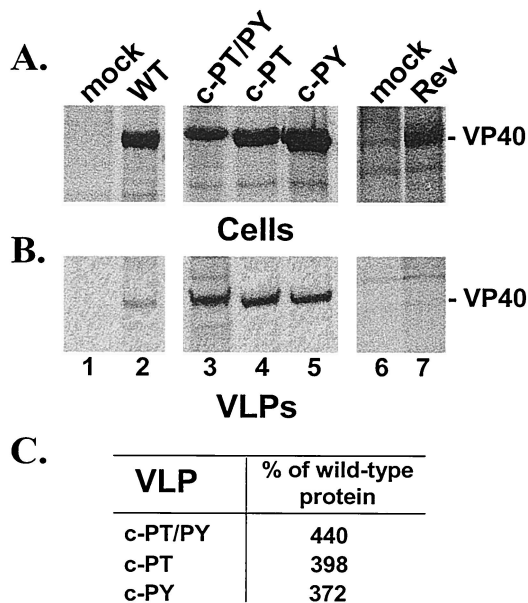 A.
mock WT c-PT/PY c-PT c-PY mock Rev
- VP40
Cells
B.
- VP40
1 2 3 4 5 6 7
VLPs
C.
VLP % of wild-type protein
c-PT/PY 440
c-PT 398
c-PY 372